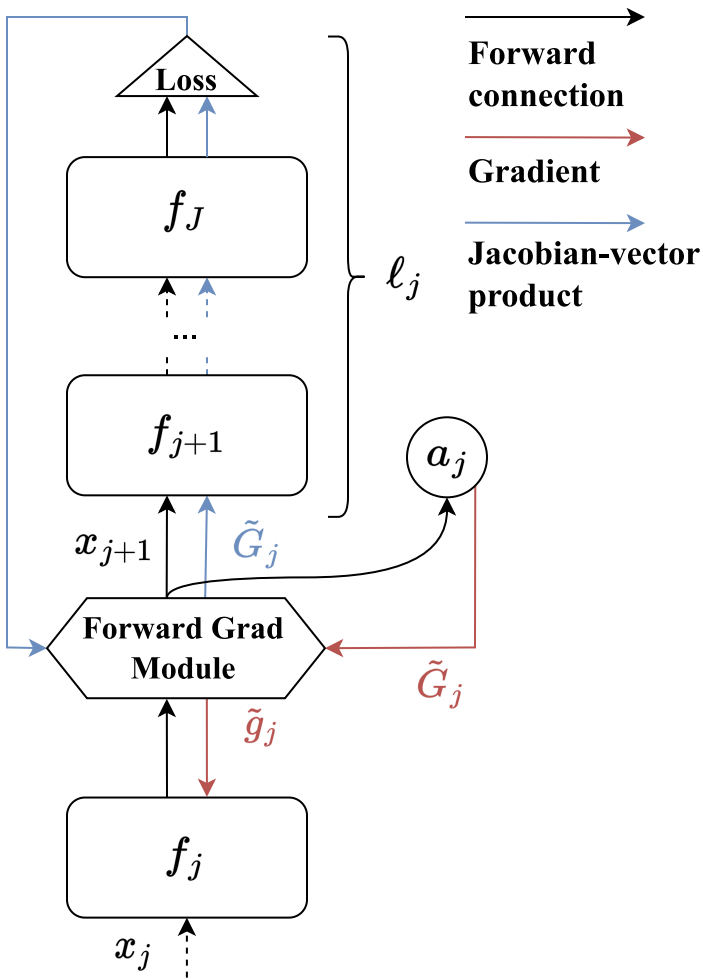 Loss
Forward
connection
Gradient
Jacobian-vector
product
f_J
ℓ_j
...
f_{j+1}
a_j
x_{j+1}
G̃_j
Forward Grad
Module
G̃_j
g̃_j
f_j
x_j